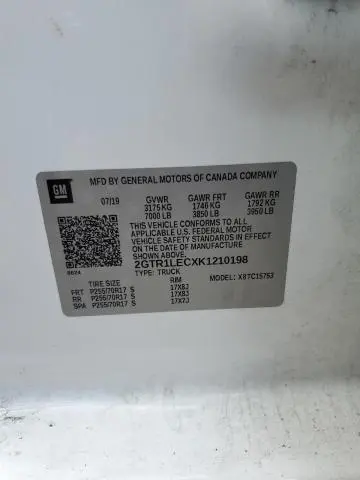 GM
MFD BY GENERAL MOTORS OF CANADA COMPANY
07/19 GVWR GAWR FRT GAWR RR
3175 KG 1746 KG 1792 KG
7000 LB 3850 LB 3950 LB
THIS VEHICLE CONFORMS TO ALL APPLICABLE
U.S. FEDERAL MOTOR
VEHICLE SAFETY STANDARDS IN EFFECT ON THE
DATE OF MANUFACTURE
SHOWN ABOVE.
2GTR1LECXK1210198
TYPE: TRUCK MODEL: X8TC15753
TIRE SIZE RIM
FRT P255/70R17 S 17X8J
RR P255/70R17 S 17X8J
SPA P255/70R17 S 17X7J